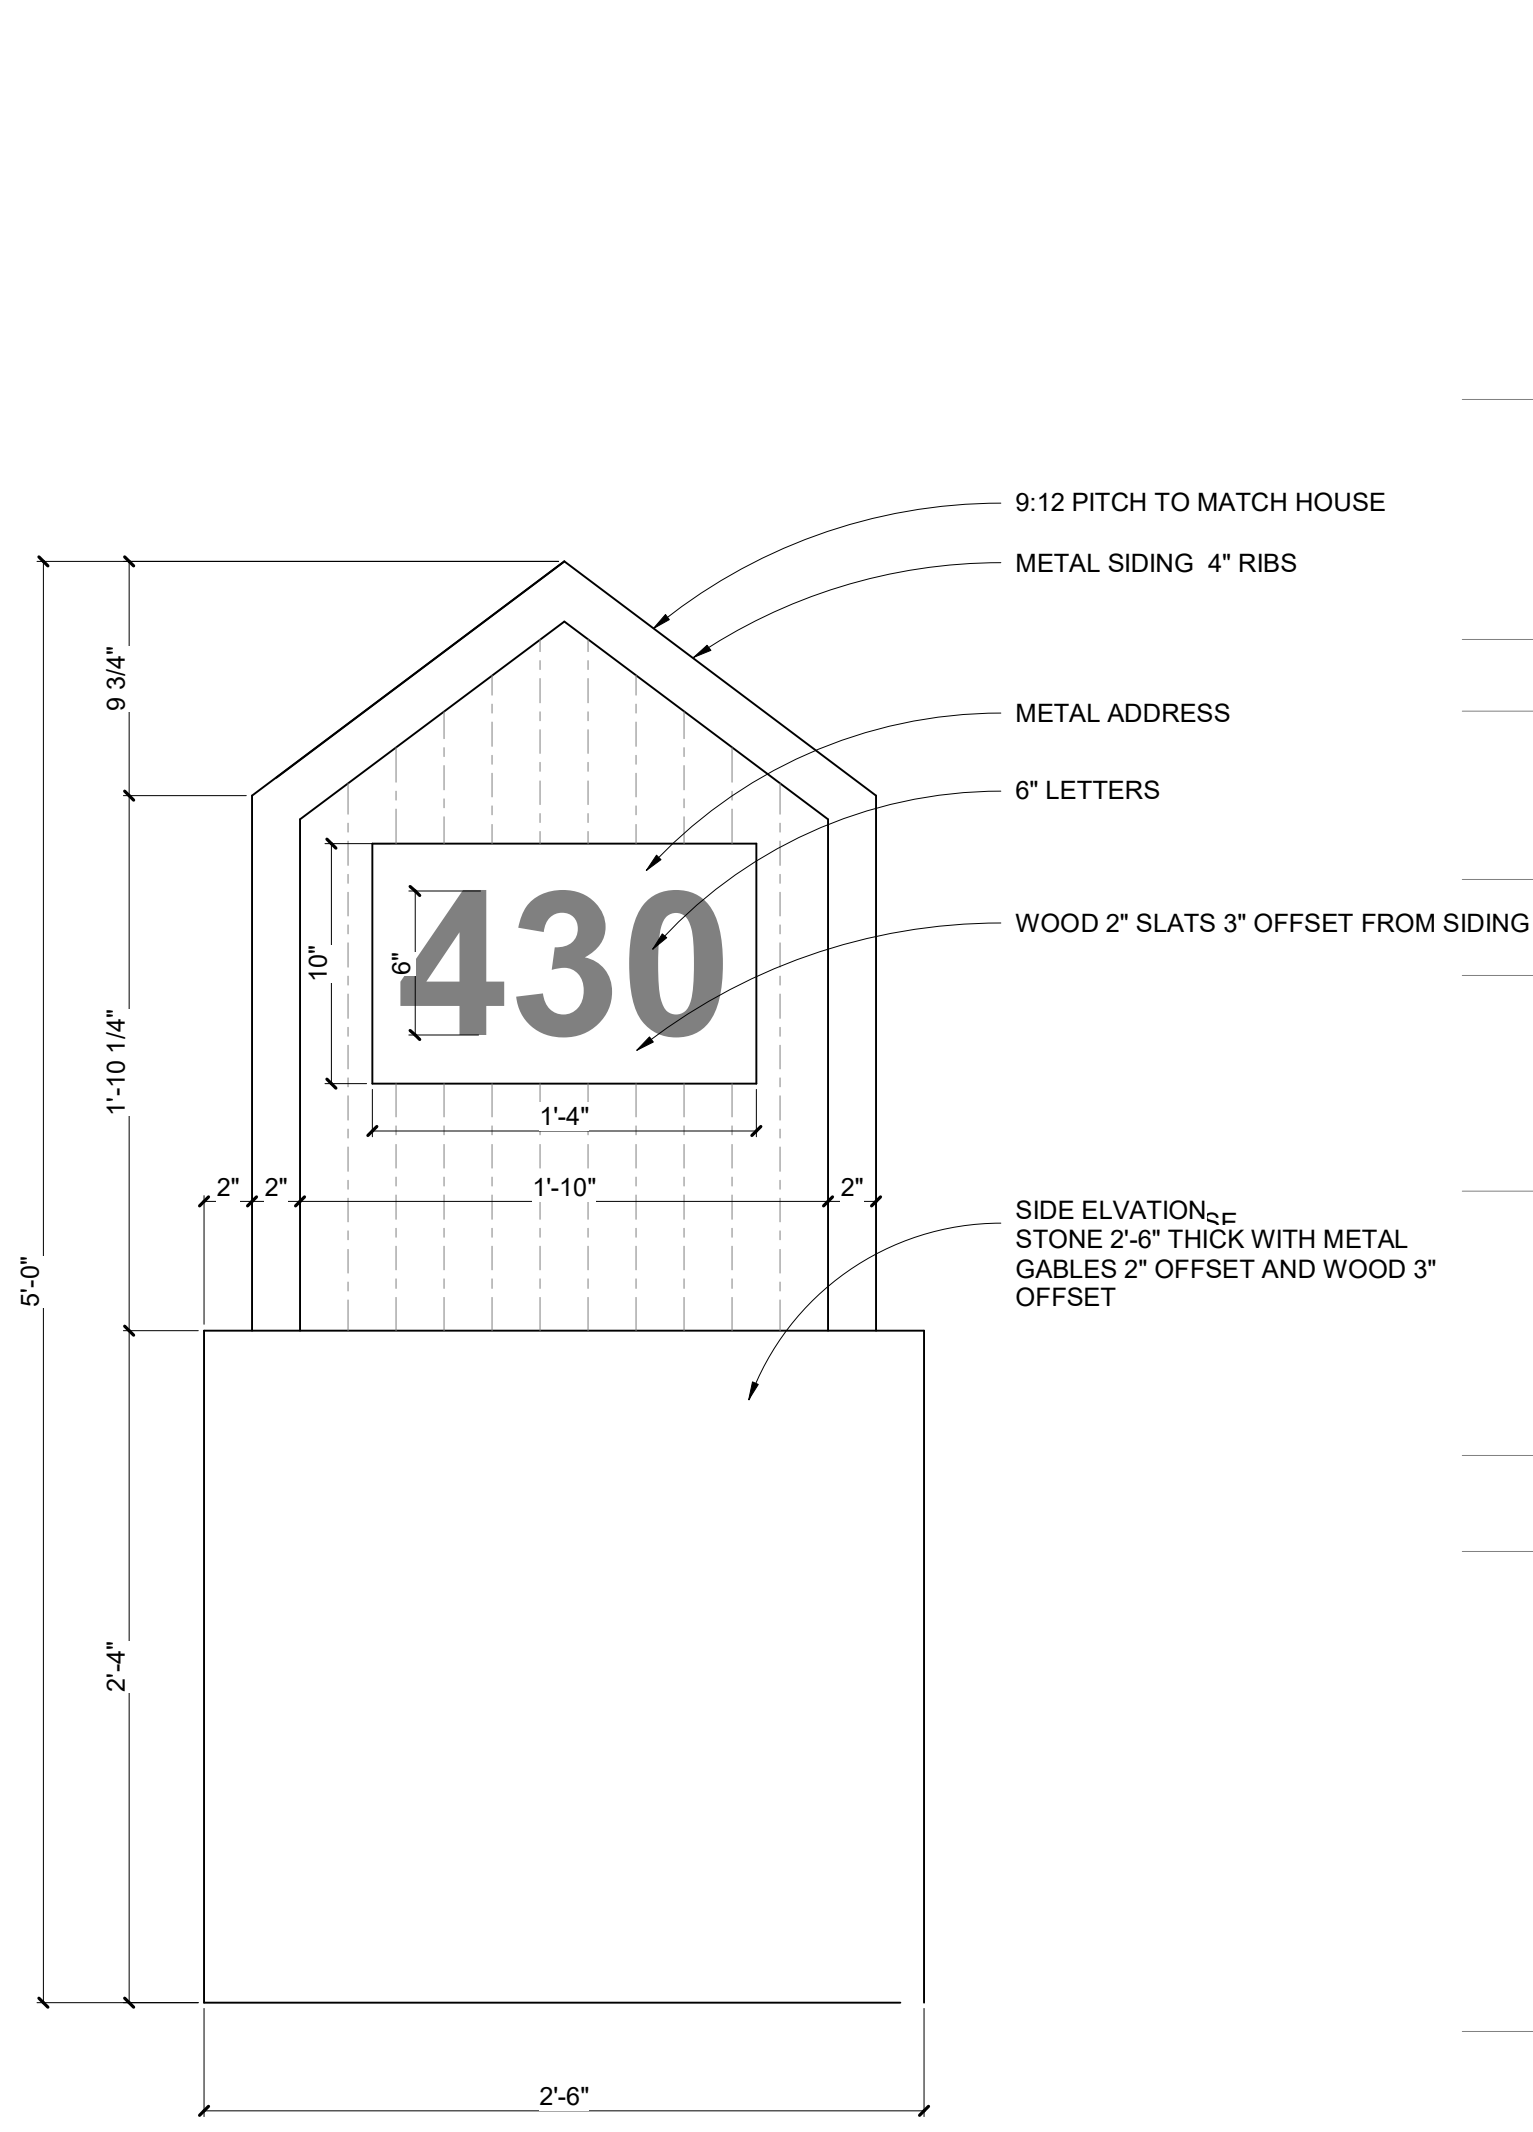 9:12 PITCH TO MATCH HOUSE
METAL SIDING  4" RIBS
9 3/4"
METAL ADDRESS
6" LETTERS
430
6"
10"
WOOD 2" SLATS 3" OFFSET FROM SIDING
1'-10 1/4"
1'-4"
2"
2"
1'-10"
2"
SIDE ELVATION
STONE 2'-6" THICK WITH METAL
GABLES 2" OFFSET AND WOOD 3"
OFFSET
5'-0"
2'-4"
2'-6"